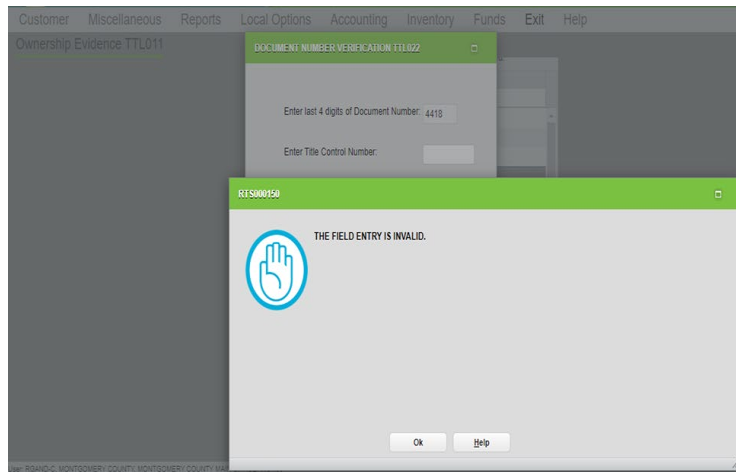 Customer Miscellaneous Reports Local Options Accounting Inventory Funds Exit Help
Ownership Evidence TTL011
DOCUMENT NUMBER VERIFICATION TTL022
Enter last 4 digits of Document Number: 4418
Enter Title Control Number:
RTS000150
THE FIELD ENTRY IS INVALID.
Ok Help
MONTGOMERY COUNTY, MONTGOMERY COUNTY